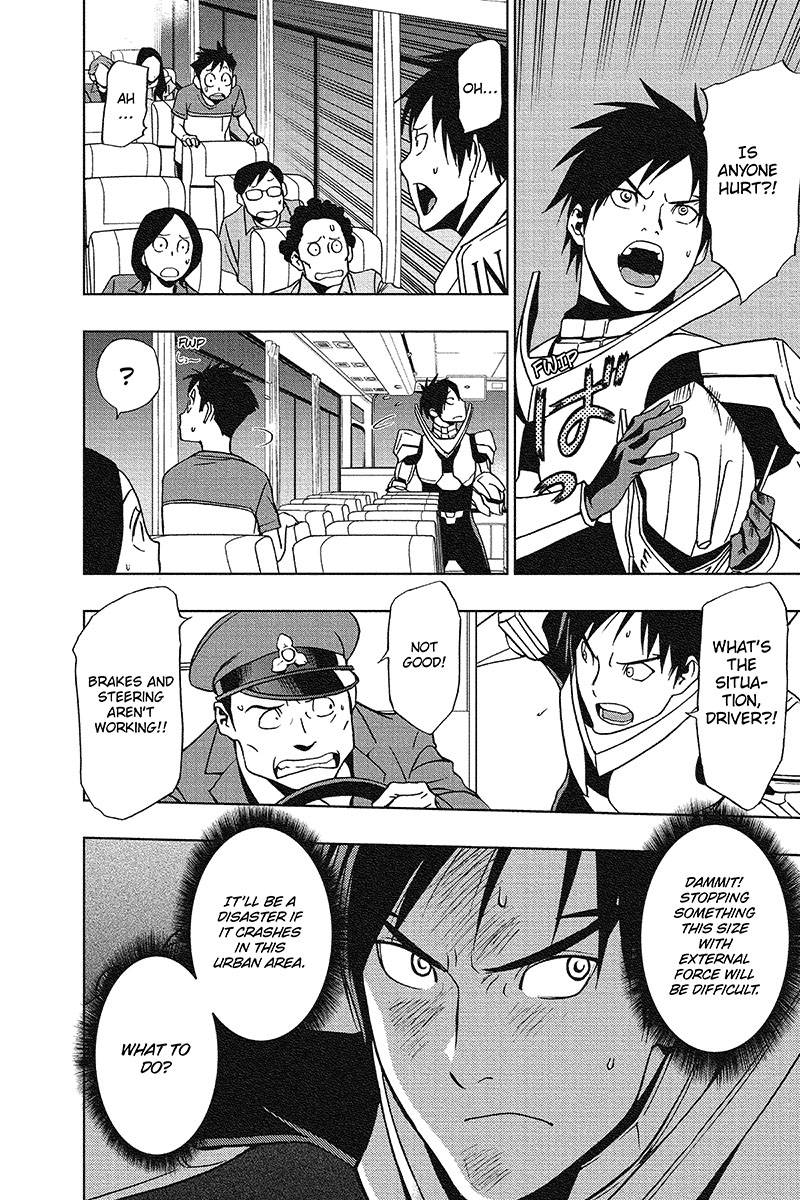 IS
ANYONE
HURT?!
FWIP
ばっ
OH...
IN
AH
...
FWP
?
WHAT'S
THE
SITUA-
TION,
DRIVER?!
NOT
GOOD!
BRAKES AND
STEERING
AREN'T
WORKING!!
DAMMIT!
STOPPING
SOMETHING
THIS SIZE
WITH
EXTERNAL
FORCE WILL
BE DIFFICULT.
IT'LL BE A
DISASTER IF
IT CRASHES
IN THIS
URBAN AREA.
WHAT TO
DO?